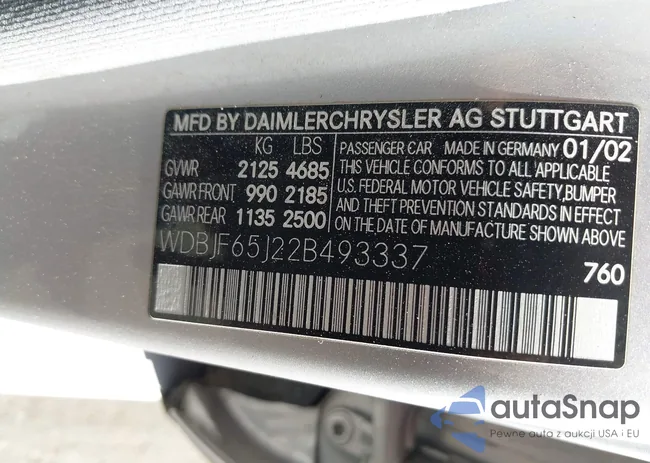 MFD BY DAIMLERCHRYSLER AG STUTTGART
KG LBS
GVWR 2125 4685
GAWR FRONT 990 2185
GAWR REAR 1135 2500
PASSENGER CAR MADE IN GERMANY 01/02
THIS VEHICLE CONFORMS TO ALL APPLICABLE
U.S. FEDERAL MOTOR VEHICLE SAFETY,BUMPER
AND THEFT PREVENTION STANDARDS IN EFFECT
ON THE DATE OF MANUFACTURE SHOWN ABOVE
WDBJF65J22B493337
760
autaSnap
Pewne auta z aukcji USA i EU